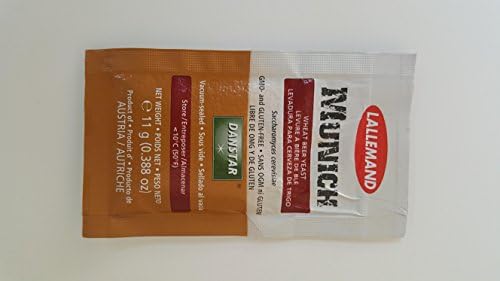 LALLEMAND
MUNICH
WHEAT BEER YEAST
LEVURE À BIÈRE DE BLÉ
LEVADURA PARA CERVEZA DE TRIGO
Saccharomyces cerevisiae
GMO- and GLUTEN-FREE • SANS OGM ni GLUTEN
LIBRE DE OMG Y DE GLUTEN
DANSTAR
Vacuum-sealed • Sous vide • Sellado al vacío
Store/Entreposer/Almacenar
<10°C (50°F)
NET WEIGHT • POIDS NET • PESO NETO
e 11 g (0.388 oz)
Product of • Produit d' • Producto de
AUSTRIA / AUTRICHE